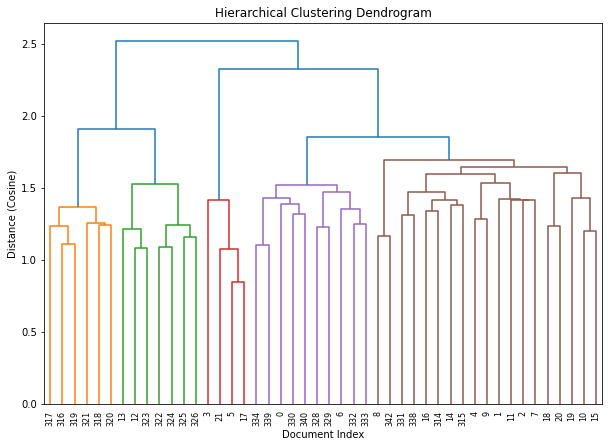 Hierarchical Clustering Dendrogram
Distance (Cosine)
2.5
2.0
1.5
1.0
0.5
0.0
317 316 319 321 318 320 13 12 323 322 324 325 326 3 21 5 17 334 339 0 330 340 328 329 6 332 333 8 342 331 338 16 314 14 315 4 9 1 11 2 7 18 20 19 10 15
Document Index